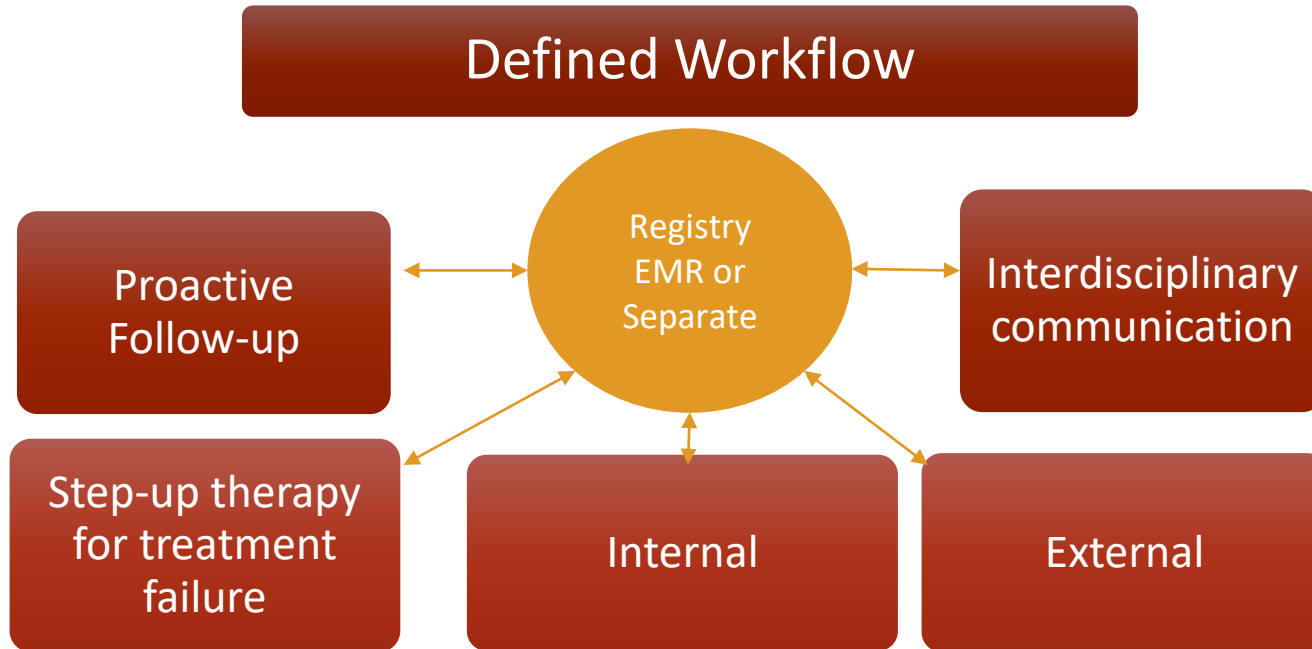 Defined Workflow
Registry
EMR or
Separate
Proactive
Follow-up
Interdisciplinary
communication
Step-up therapy
for treatment
failure
Internal
External